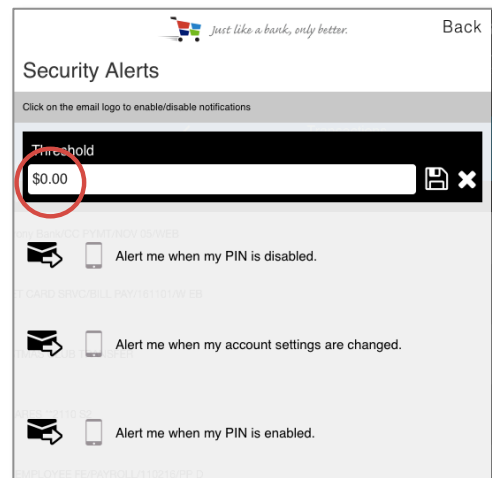 Just like a bank, only better.
Back
Security Alerts
Click on the email logo to enable/disable notifications
Threshold
$0.00
Alert me when my PIN is disabled.
Alert me when my account settings are changed.
Alert me when my PIN is enabled.